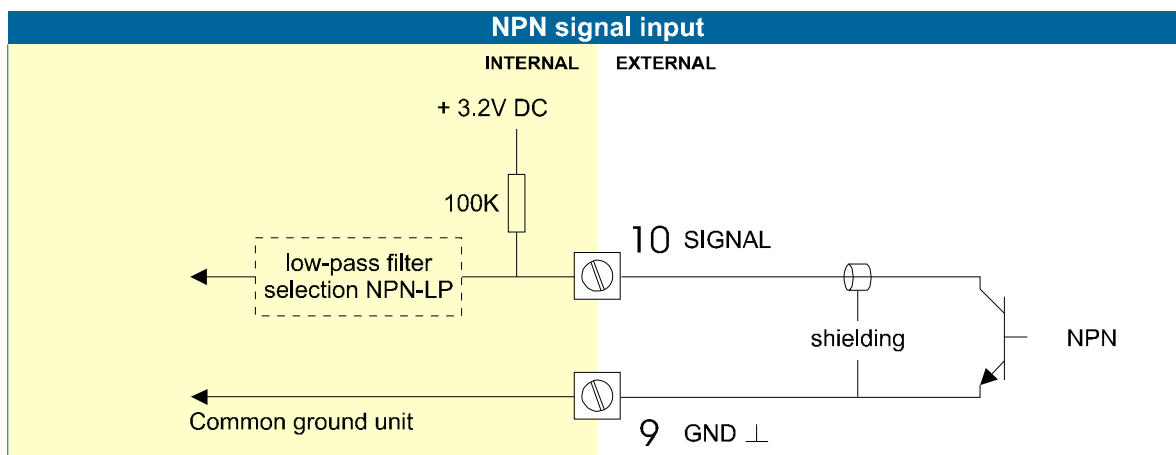 NPN signal input
INTERNAL EXTERNAL
+ 3.2V DC
100K
10 SIGNAL
low-pass filter
selection NPN-LP
shielding
NPN
Common ground unit
9 GND ⊥